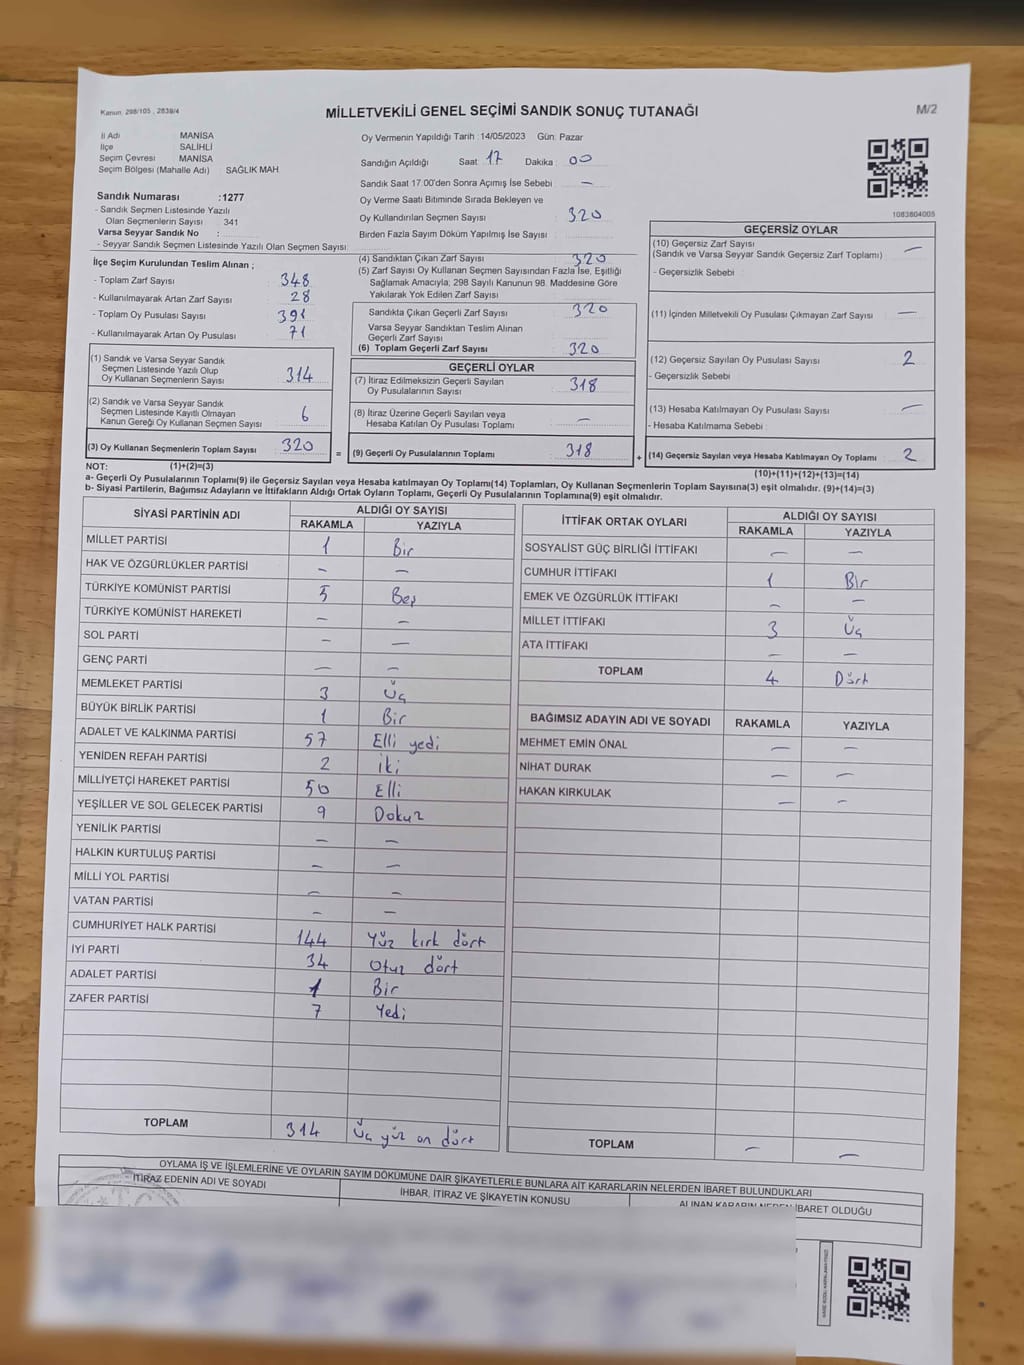 Kanun, 298/105 , 2839/4
MİLLETVEKİLİ GENEL SEÇİMİ SANDIK SONUÇ TUTANAĞI
M/2
İl Adı MANİSA
İlçe SALİHLİ
Seçim Çevresi MANİSA
Seçim Bölgesi (Mahalle Adı) SAĞLIK MAH.
Sandık Numarası :1277
- Sandık Seçmen Listesinde Yazılı
Olan Seçmenlerin Sayısı : 341
Varsa Seyyar Sandık No :
- Seyyar Sandık Seçmen Listesinde Yazılı Olan Seçmen Sayısı:
Oy Vermenin Yapıldığı Tarih :14/05/2023 Gün: Pazar
Sandığın Açıldığı Saat : 17 Dakika : 00
Sandık Saat 17:00'den Sonra Açımış İse Sebebi : —
Oy Verme Saati Bitiminde Sırada Bekleyen ve
Oy Kullandırılan Seçmen Sayısı : 320
Birden Fazla Sayım Döküm Yapılmış İse Sayısı :
1083804005
İlçe Seçim Kurulundan Teslim Alınan ;
- Toplam Zarf Sayısı : 348
- Kullanılmayarak Artan Zarf Sayısı : 28
- Toplam Oy Pusulası Sayısı : 391
- Kullanılmayarak Artan Oy Pusulası : 71
(1) Sandık ve Varsa Seyyar Sandık
Seçmen Listesinde Yazılı Olup
Oy Kullanan Seçmenlerin Sayısı : 314
(2) Sandık ve Varsa Seyyar Sandık
Seçmen Listesinde Kayıtlı Olmayan
Kanun Gereği Oy Kullanan Seçmen Sayısı : 6
(3) Oy Kullanan Seçmenlerin Toplam Sayısı : 320
(4) Sandıktan Çıkan Zarf Sayısı : 320
(5) Zarf Sayısı Oy Kullanan Seçmen Sayısından Fazla İse, Eşitliği
Sağlamak Amacıyla; 298 Sayılı Kanunun 98. Maddesine Göre
Yakılarak Yok Edilen Zarf Sayısı :
Sandıkta Çıkan Geçerli Zarf Sayısı : 320
Varsa Seyyar Sandıktan Teslim Alınan
Geçerli Zarf Sayısı :
(6) Toplam Geçerli Zarf Sayısı : 320
GEÇERLİ OYLAR
(7) İtiraz Edilmeksizin Geçerli Sayılan
Oy Pusulalarının Sayısı : 318
(8) İtiraz Üzerine Geçerli Sayılan veya
Hesaba Katılan Oy Pusulası Toplamı : —
= (9) Geçerli Oy Pusulalarının Toplamı : 318
GEÇERSİZ OYLAR
(10) Geçersiz Zarf Sayısı
(Sandık ve Varsa Seyyar Sandık Geçersiz Zarf Toplamı) : —
- Geçersizlik Sebebi :
(11) İçinden Milletvekili Oy Pusulası Çıkmayan Zarf Sayısı : —
(12) Geçersiz Sayılan Oy Pusulası Sayısı : 2
- Geçersizlik Sebebi :
(13) Hesaba Katılmayan Oy Pusulası Sayısı : —
- Hesaba Katılmama Sebebi :
+ (14) Geçersiz Sayılan veya Hesaba Katılmayan Oy Toplamı : 2
NOT: (1)+(2)=(3)
(10)+(11)+(12)+(13)=(14)
a- Geçerli Oy Pusulalarının Toplamı(9) ile Geçersiz Sayılan veya Hesaba katılmayan Oy Toplamı(14) Toplamları, Oy Kullanan Seçmenlerin Toplam Sayısına(3) eşit olmalıdır. (9)+(14)=(3)
b- Siyasi Partilerin, Bağımsız Adayların ve İttifakların Aldığı Ortak Oyların Toplamı, Geçerli Oy Pusulalarının Toplamına(9) eşit olmalıdır.
SİYASİ PARTİNİN ADI ALDIĞI OY SAYISI
RAKAMLA YAZIYLA
MİLLET PARTİSİ 1 Bir
HAK VE ÖZGÜRLÜKLER PARTİSİ — —
TÜRKİYE KOMÜNİST PARTİSİ 5 Beş
TÜRKİYE KOMÜNİST HAREKETİ — —
SOL PARTİ — —
GENÇ PARTİ — —
MEMLEKET PARTİSİ 3 Üç
BÜYÜK BİRLİK PARTİSİ 1 Bir
ADALET VE KALKINMA PARTİSİ 57 Elli yedi
YENİDEN REFAH PARTİSİ 2 iki
MİLLİYETÇİ HAREKET PARTİSİ 50 Elli
YEŞİLLER VE SOL GELECEK PARTİSİ 9 Dokuz
YENİLİK PARTİSİ — —
HALKIN KURTULUŞ PARTİSİ — —
MİLLİ YOL PARTİSİ — —
VATAN PARTİSİ — —
CUMHURİYET HALK PARTİSİ 144 Yüz kırk dört
İYİ PARTİ 34 Otuz dört
ADALET PARTİSİ 1 Bir
ZAFER PARTİSİ 7 Yedi
TOPLAM 314 Üç yüz on dört
İTTİFAK ORTAK OYLARI ALDIĞI OY SAYISI
RAKAMLA YAZIYLA
SOSYALİST GÜÇ BİRLİĞİ İTTİFAKI — —
CUMHUR İTTİFAKI 1 Bir
EMEK VE ÖZGÜRLÜK İTTİFAKI — —
MİLLET İTTİFAKI 3 Üç
ATA İTTİFAKI — —
TOPLAM 4 Dört
BAĞIMSIZ ADAYIN ADI VE SOYADI RAKAMLA YAZIYLA
MEHMET EMİN ÖNAL — —
NİHAT DURAK — —
HAKAN KIRKULAK — —
TOPLAM — —
OYLAMA İŞ VE İŞLEMLERİNE VE OYLARIN SAYIM DÖKÜMÜNE DAİR ŞİKAYETLERLE BUNLARA AİT KARARLARIN NELERDEN İBARET BULUNDUKLARI
İTİRAZ EDENİN ADI VE SOYADI
İHBAR, İTİRAZ VE ŞİKAYETİN KONUSU
ALINAN KARARIN NEDEN İBARET OLDUĞU